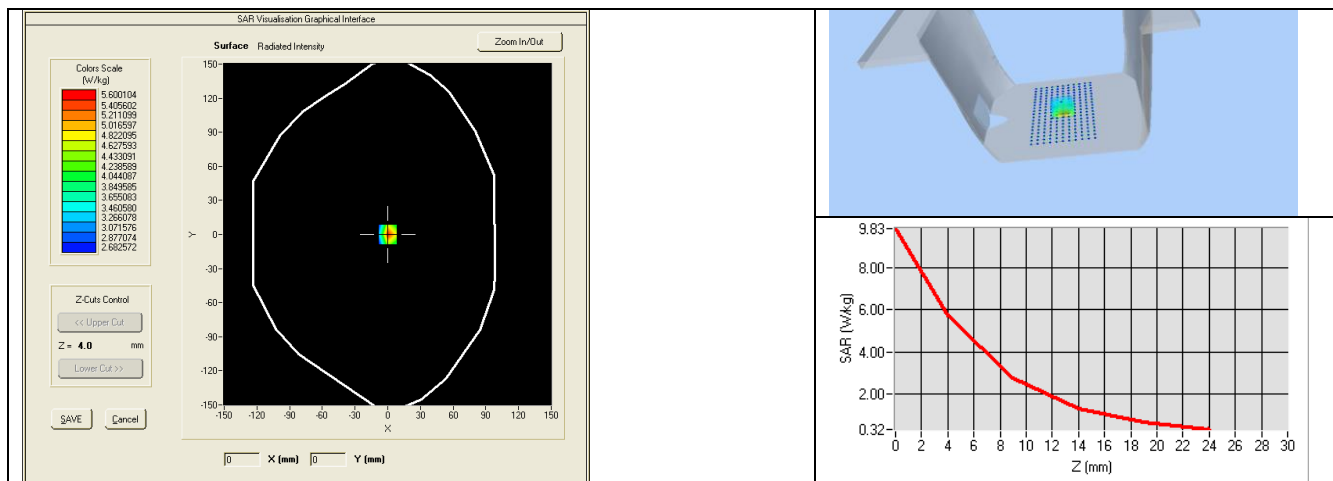 SAR Visualisation Graphical Interface
Surface Radiated Intensity
Zoom In/Out
Colors Scale
(W/kg)
5.600104
5.405602
5.211099
5.016597
4.822095
4.627593
4.433091
4.238589
4.044087
3.849585
3.655083
3.460580
3.266078
3.071576
2.877074
2.682572
Z-Cuts Control
<< Upper Cut
Z = 4.0 mm
Lower Cut >>
SAVE Cancel
150
120
90
60
30
0
-30
-60
-90
-120
-150
Y
-150 -120 -90 -60 -30 0 30 60 90 120 150
X
0 X (mm) 0 Y (mm)
9.83
8.00
6.00
4.00
2.00
0.32
SAR (W/kg)
0 2 4 6 8 10 12 14 16 18 20 22 24 26 28 30
Z (mm)